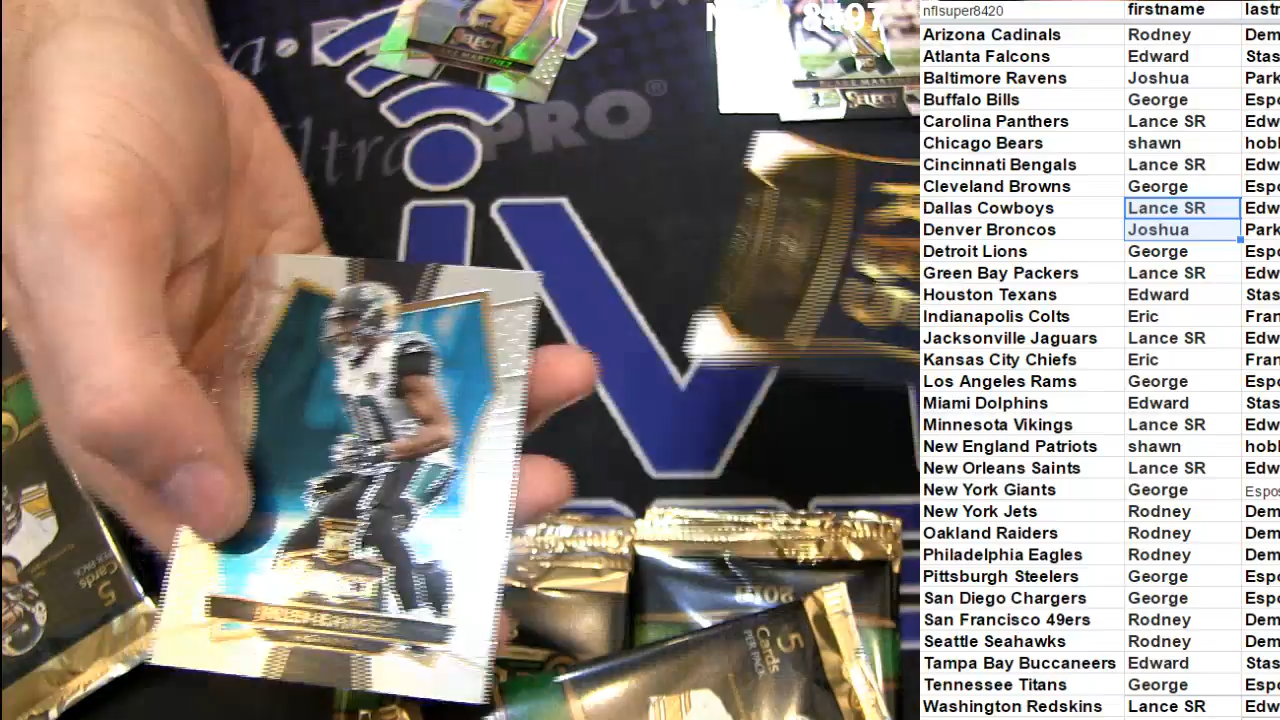 nflsuper8420 firstname lastr
Arizona Cadinals Rodney Dem
Atlanta Falcons Edward Stas
Baltimore Ravens Joshua Park
Buffalo Bills George Espo
Carolina Panthers Lance SR Edw
Chicago Bears shawn hobl
Cincinnati Bengals Lance SR Edw
Cleveland Browns George Espo
Dallas Cowboys Lance SR Edw
Denver Broncos Joshua Park
Detroit Lions George Espo
Green Bay Packers Lance SR Edw
Houston Texans Edward Stas
Indianapolis Colts Eric Fran
Jacksonville Jaguars Lance SR Edw
Kansas City Chiefs Eric Fran
Los Angeles Rams George Espo
Miami Dolphins Edward Stas
Minnesota Vikings Lance SR Edw
New England Patriots shawn hobl
New Orleans Saints Lance SR Edw
New York Giants George Espos
New York Jets Rodney Dem
Oakland Raiders Rodney Dem
Philadelphia Eagles Rodney Dem
Pittsburgh Steelers George Espo
San Diego Chargers George Espo
San Francisco 49ers Rodney Dem
Seattle Seahawks Rodney Dem
Tampa Bay Buccaneers Edward Stas
Tennessee Titans George Espo
Washington Redskins Lance SR Edw
SELECT
SELECT
PRO®
5
Cards
PER PACK
5
Cards